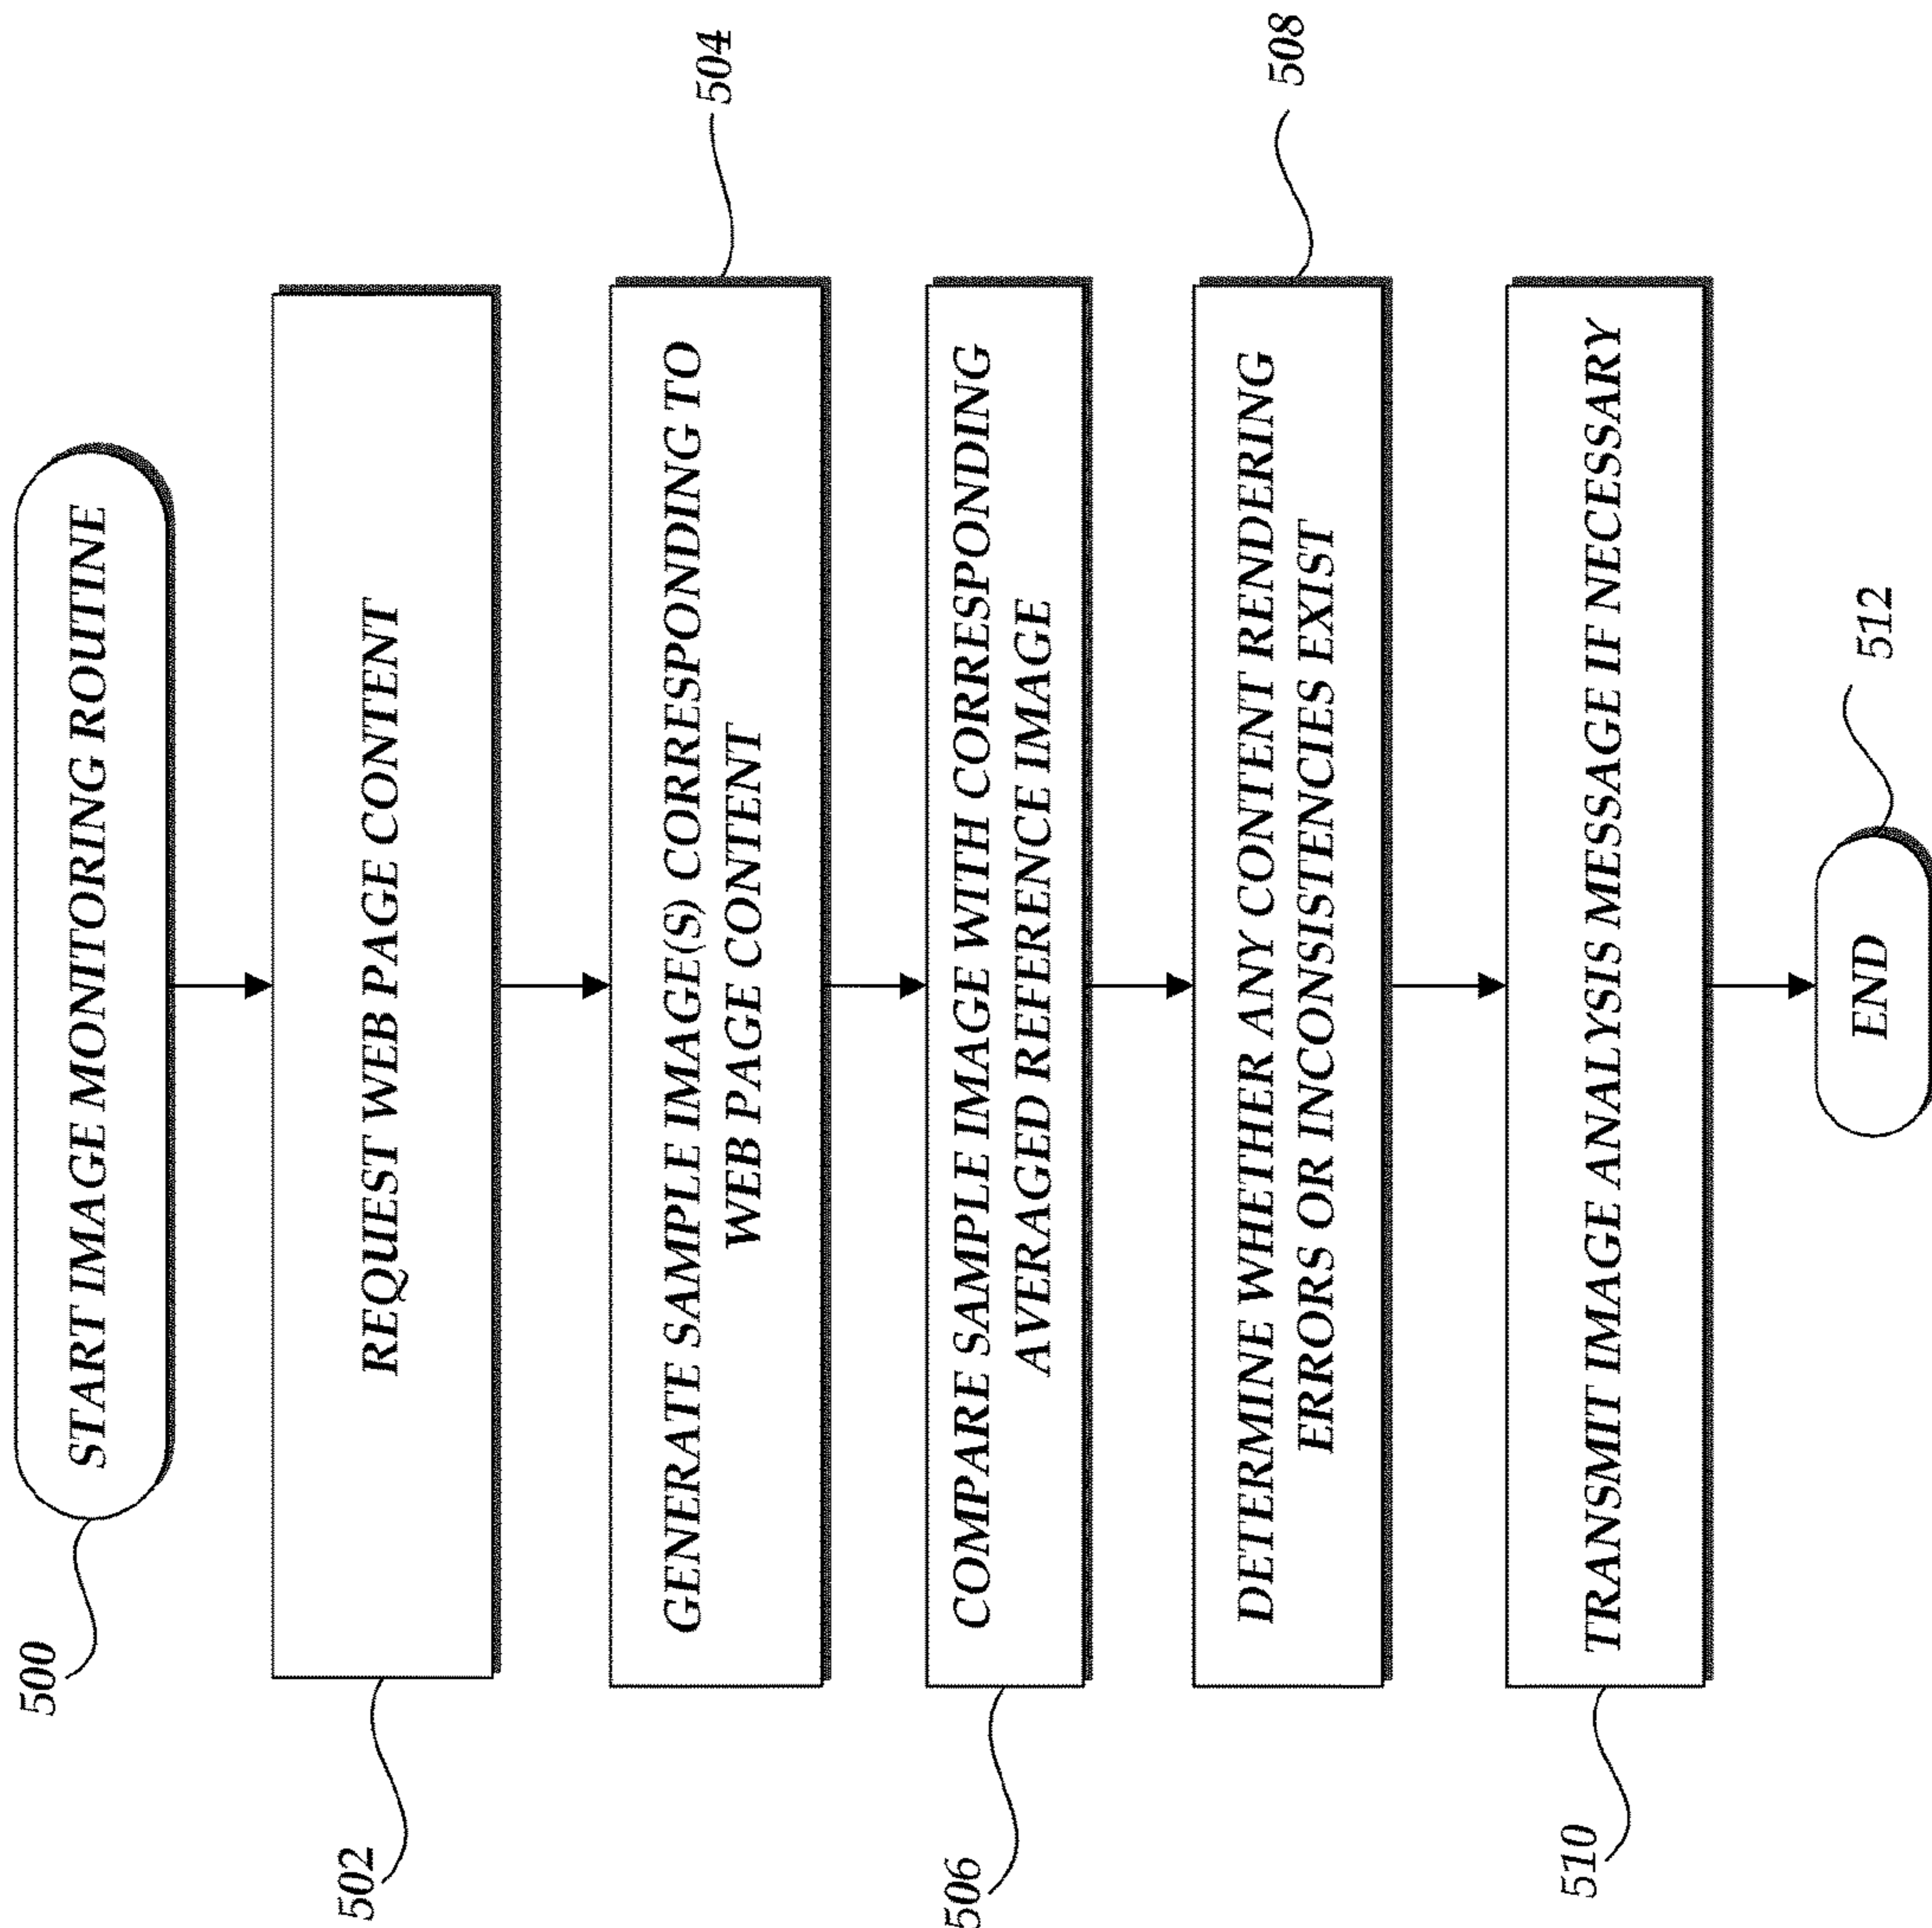 500
START IMAGE MONITORING ROUTINE
502
REQUEST WEB PAGE CONTENT
504
GENERATE SAMPLE IMAGE(S) CORRESPONDING TO
WEB PAGE CONTENT
506
COMPARE SAMPLE IMAGE WITH CORRESPONDING
AVERAGED REFERENCE IMAGE
508
DETERMINE WHETHER ANY CONTENT RENDERING
ERRORS OR INCONSISTENCIES EXIST
510
TRANSMIT IMAGE ANALYSIS MESSAGE IF NECESSARY
512
END